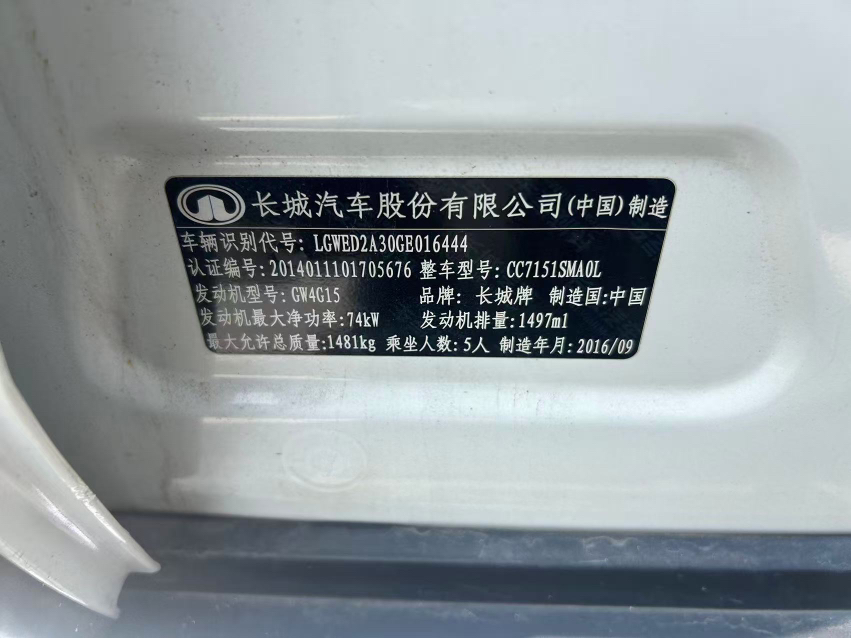 长城汽车股份有限公司(中国)制造
车辆识别代号: LGWED2A30GE016444
认证编号: 2014011101705676 整车型号: CC7151SMA0L
发动机型号: GW4G15 品牌: 长城牌 制造国:中国
发动机最大净功率:74kW 发动机排量:1497ml
最大允许总质量:1481kg 乘坐人数:5人 制造年月:2016/09